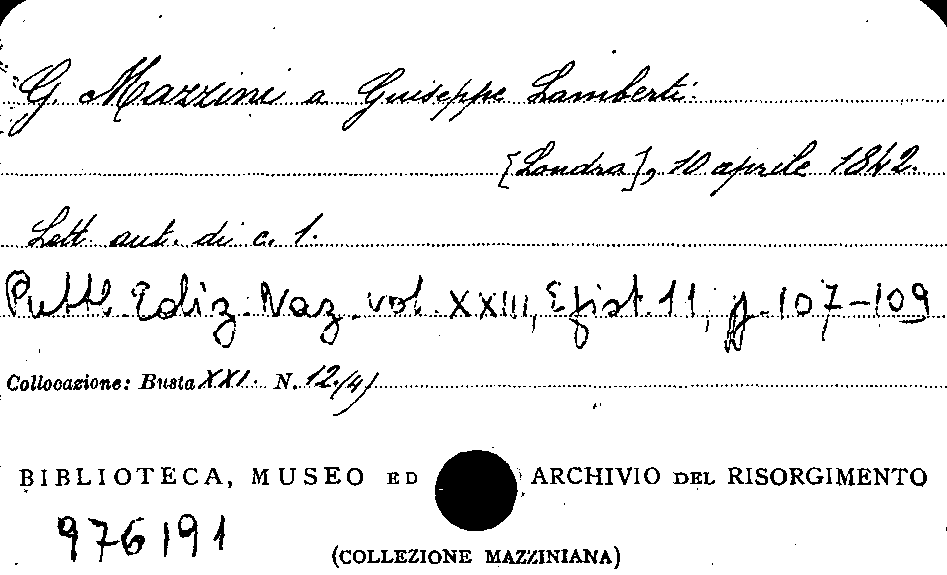 G. Mazzini a Giuseppe Lamberti.
[Londra], 10 aprile 1842.
Lett. aut. di c. 1.
Pubbl. Ediz. Naz. vol. XXIII, Epist. 11, p. 107-109
Collocazione: Busta XXI. N. 12./4/
BIBLIOTECA, MUSEO ED ARCHIVIO DEL RISORGIMENTO
976191
(COLLEZIONE MAZZINIANA)